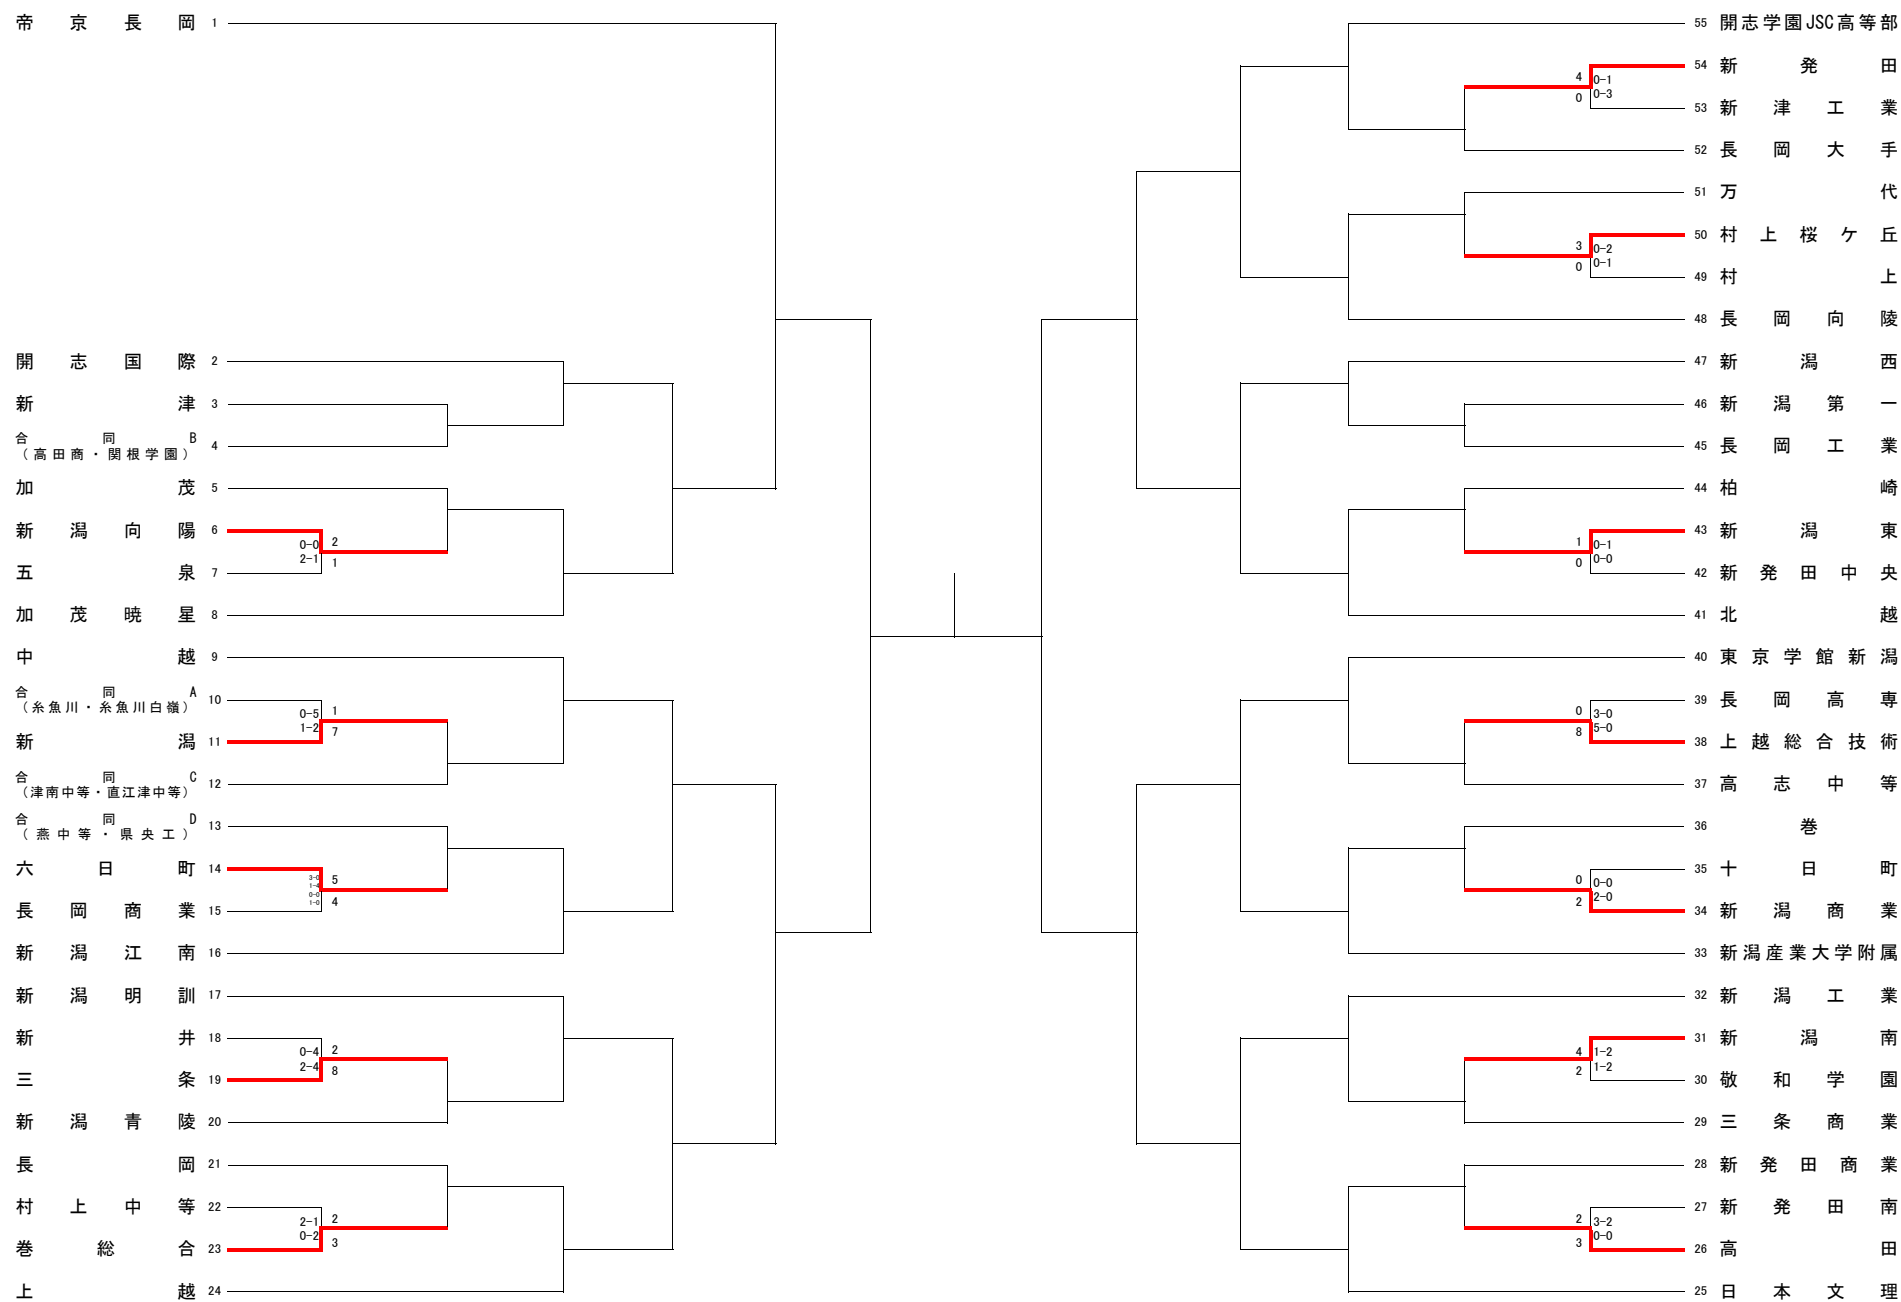 帝京長岡 1
開志国際 2
新津 3
合同B
（高田商・関根学園） 4
加茂 5
新潟向陽 6
0-0 2
2-1 1
五泉 7
加茂暁星 8
中越 9
合同A
（糸魚川・糸魚川白嶺） 10
0-5 1
1-2 7
新潟 11
合同C
（津南中等・直江津中等） 12
合同D
（燕中等・県央工） 13
六日町 14
3-0 5
1-4
0-0
1-0 4
長岡商業 15
新潟江南 16
新潟明訓 17
新井 18
0-4 2
2-4 8
三条 19
新潟青陵 20
長岡 21
村上中等 22
2-1 2
0-2 3
巻総合 23
上越 24
55 開志学園JSC高等部
54 新発田
4 0-1
0 0-3
53 新津工業
52 長岡大手
51 万代
50 村上桜ケ丘
3 0-2
0 0-1
49 村上
48 長岡向陵
47 新潟西
46 新潟第一
45 長岡工業
44 柏崎
43 新潟東
1 0-1
0 0-0
42 新発田中央
41 北越
40 東京学館新潟
39 長岡高専
0 3-0
8 5-0
38 上越総合技術
37 高志中等
36 巻
35 十日町
0 0-0
2 2-0
34 新潟商業
33 新潟産業大学附属
32 新潟工業
31 新潟南
4 1-2
2 1-2
30 敬和学園
29 三条商業
28 新発田商業
27 新発田南
2 3-2
3 0-0
26 高田
25 日本文理